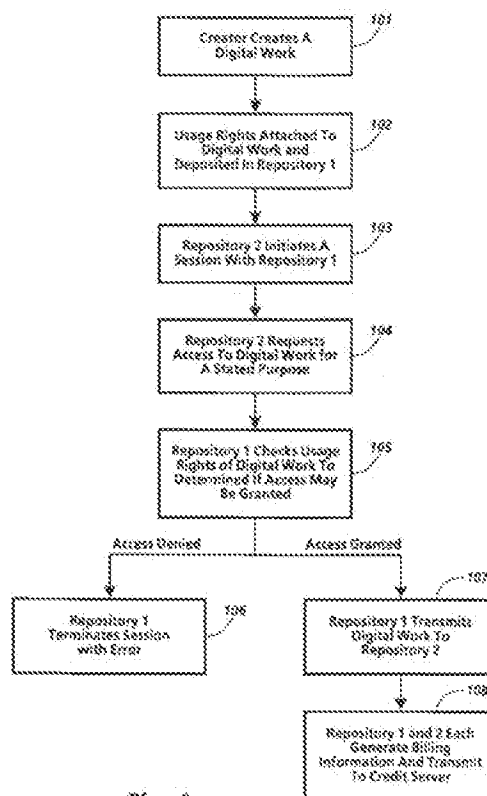 101
Creator Creates A
Digital Work
102
Usage Rights Attached To
Digital Work and
Deposited In Repository 1
103
Repository 2 Initiates A
Session With Repository 1
104
Repository 2 Requests
Access To Digital Work for
A Stated Purpose
105
Repository 1 Checks Usage
Rights of Digital Work To
Determined If Access May
Be Granted
Access Denied
Access Granted
106
Repository 1
Terminates Session
with Error
107
Repository 1 Transmits
Digital Work To
Repository 2
108
Repository 1 and 2 Each
Generate Billing
Information And Transmit
To Credit Server